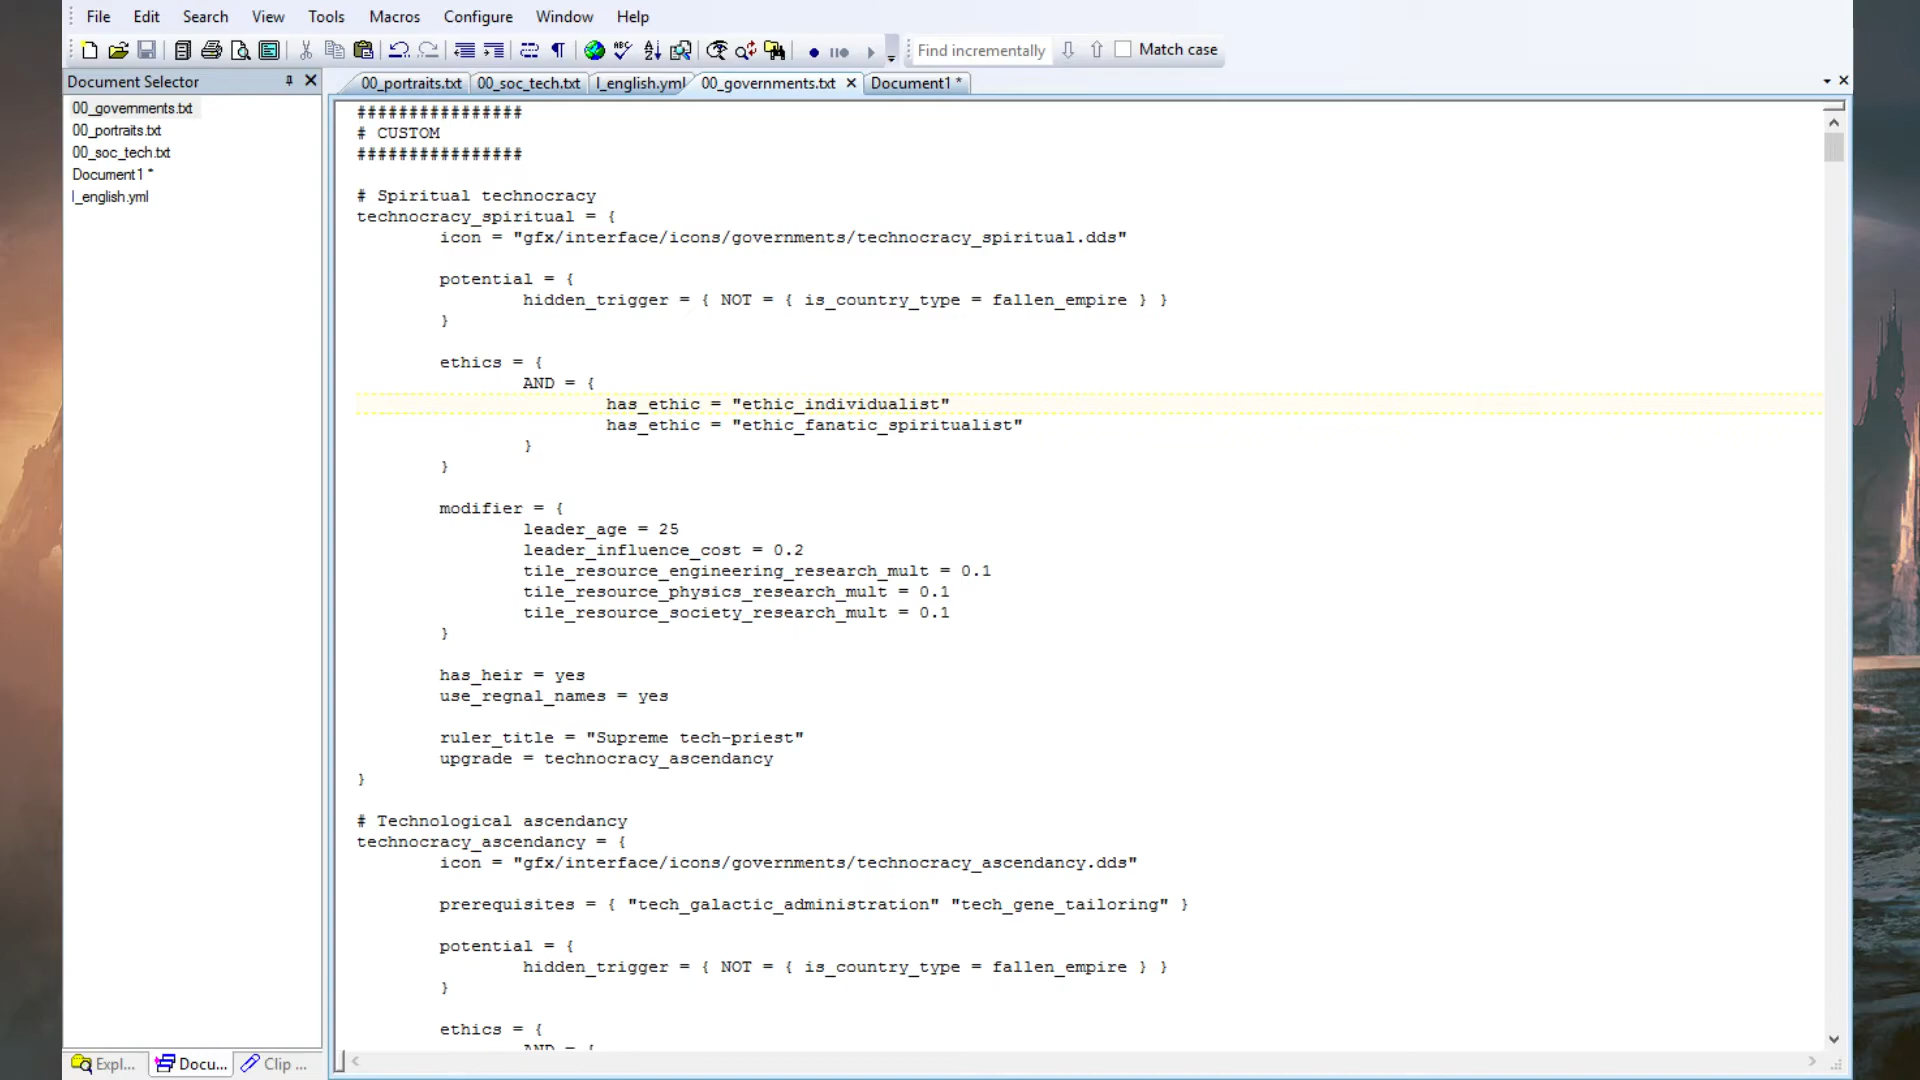 File Edit Search View Tools Macros Configure Window Help
Find incrementally Match case
Document Selector
00_portraits.txt 00_soc_tech.txt l_english.yml 00_governments.txt Document1 *
00_governments.txt
00_portraits.txt
00_soc_tech.txt
Document1 *
l_english.yml
################
# CUSTOM
################
# Spiritual technocracy
technocracy_spiritual = {
icon = "gfx/interface/icons/governments/technocracy_spiritual.dds"
potential = {
hidden_trigger = { NOT = { is_country_type = fallen_empire } }
}
ethics = {
AND = {
has_ethic = "ethic_individualist"
has_ethic = "ethic_fanatic_spiritualist"
}
}
modifier = {
leader_age = 25
leader_influence_cost = 0.2
tile_resource_engineering_research_mult = 0.1
tile_resource_physics_research_mult = 0.1
tile_resource_society_research_mult = 0.1
}
has_heir = yes
use_regnal_names = yes
ruler_title = "Supreme tech-priest"
upgrade = technocracy_ascendancy
}
# Technological ascendancy
technocracy_ascendancy = {
icon = "gfx/interface/icons/governments/technocracy_ascendancy.dds"
prerequisites = { "tech_galactic_administration" "tech_gene_tailoring" }
potential = {
hidden_trigger = { NOT = { is_country_type = fallen_empire } }
}
ethics = {
AND = {
Expl... Docu... Clip ...